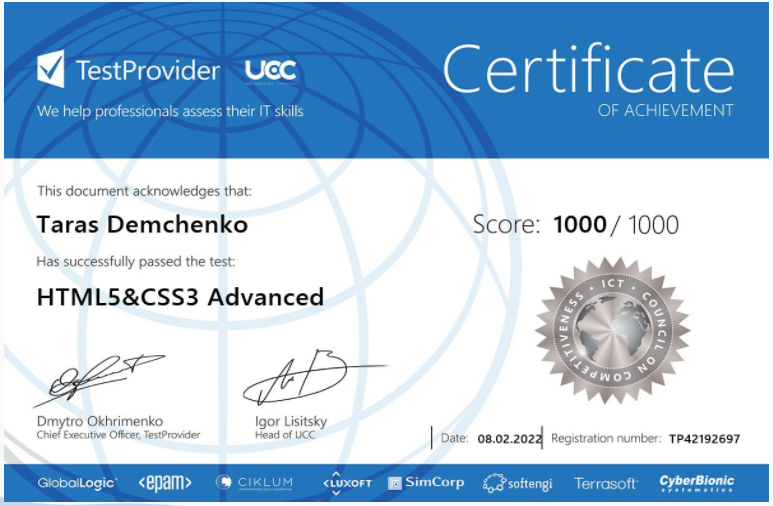 TestProvider UCC
We help professionals assess their IT skills
Certificate
OF ACHIEVEMENT
This document acknowledges that:
Taras Demchenko
Has successfully passed the test:
HTML5&CSS3 Advanced
Score: 1000 / 1000
ICT · COUNCIL ON COMPETITIVENESS ·
Dmytro Okhrimenko
Chief Executive Officer, TestProvider
Igor Lisitsky
Head of UCC
Date: 08.02.2022 Registration number: TP42192697
GlobalLogic <epam> CIKLUM <LUXOFT SimCorp softengi Terrasoft CyberBionic
systematics